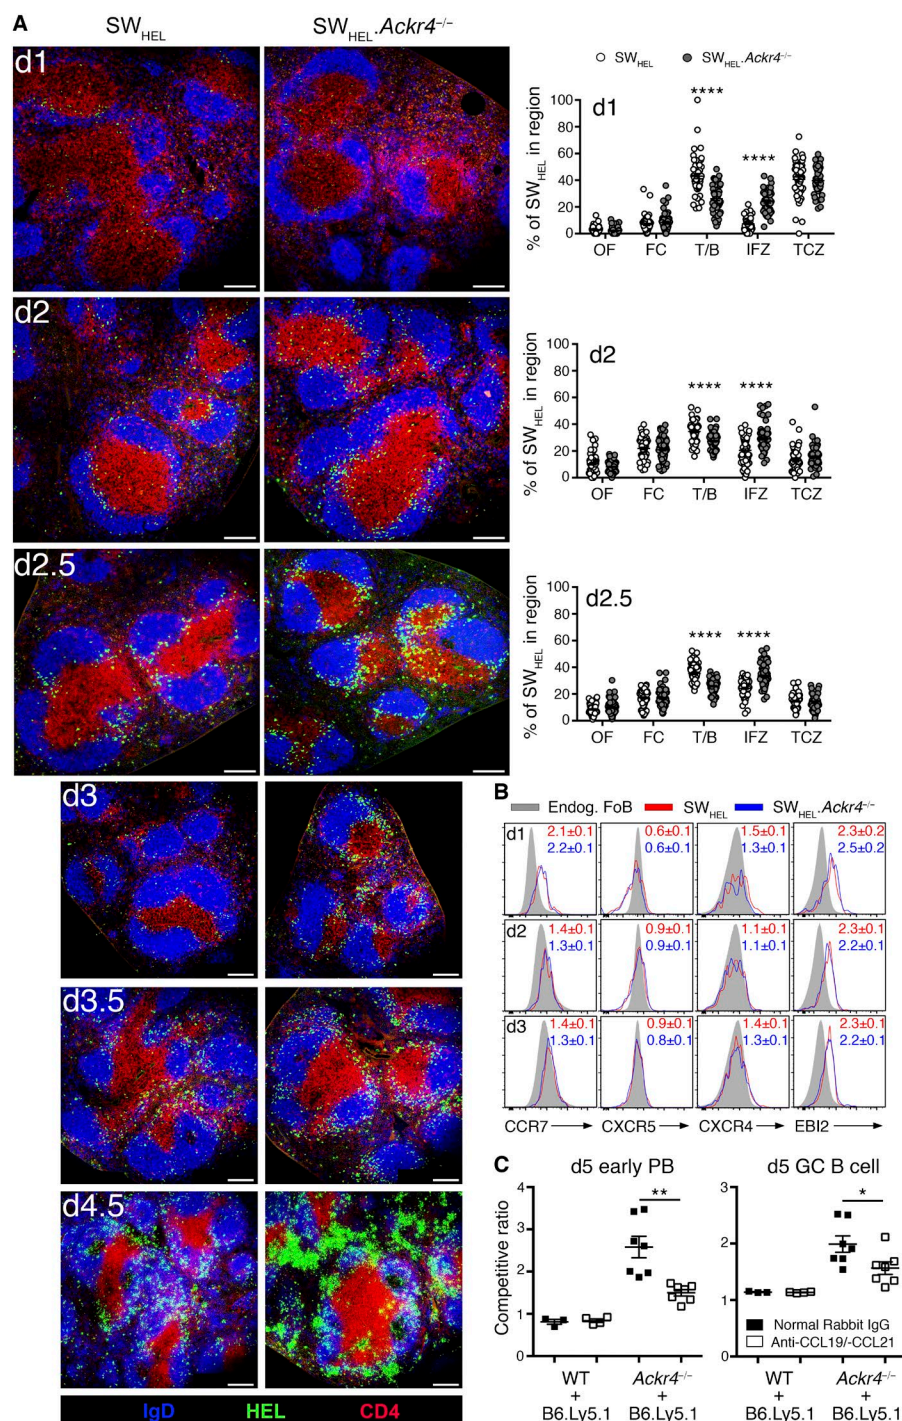 A
SWHEL
SWHEL.Ackr4–/–
d1
d2
d2.5
d3
d3.5
d4.5
IgD HEL CD4
SWHEL SWHEL.Ackr4–/–
d1
****
****
% of SWHEL in region
100
80
60
40
20
0
OF FC T/B IFZ TCZ
d2
**** ****
% of SWHEL in region
100
80
60
40
20
0
OF FC T/B IFZ TCZ
d2.5
**** ****
% of SWHEL in region
100
80
60
40
20
0
OF FC T/B IFZ TCZ
B
Endog. FoB SWHEL SWHEL.Ackr4–/–
d1
2.1±0.1 0.6±0.1 1.5±0.1 2.3±0.2
2.2±0.1 0.6±0.1 1.3±0.1 2.5±0.2
d2
1.4±0.1 0.9±0.1 1.1±0.1 2.3±0.1
1.3±0.1 0.9±0.1 1.1±0.1 2.2±0.1
d3
1.4±0.1 0.9±0.1 1.4±0.1 2.3±0.1
1.3±0.1 0.8±0.1 1.3±0.1 2.2±0.1
CCR7 CXCR5 CXCR4 EBI2
C
d5 early PB
**
Competitive ratio
4
3
2
1
0
WT + B6.Ly5.1
Ackr4–/– + B6.Ly5.1
d5 GC B cell
*
3
2
1
0
Normal Rabbit IgG
Anti-CCL19/-CCL21
WT + B6.Ly5.1
Ackr4–/– + B6.Ly5.1